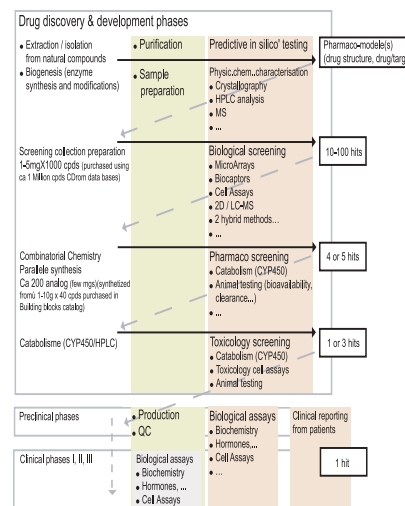 Drug discovery & development phases
• Extraction / isolation
from natural compounds
• Biogenesis (enzyme
synthesis and modifications)
• Purification
• Sample
preparation
Predictive in silico' testing
Physic.chem..characterisation
• Crystallography
• HPLC analysis
• MS
• ...
Pharmaco-modele(s)
(drug structure, drug/targ
Screening collection preparation
1-5mgX1000 cpds (purchased using
ca 1 Million cpds CDrom data bases)
Biological screening
• MicroArrays
• Biocaptors
• Cell Assays
• 2D / LC-MS
• 2 hybrid methods...
• ...
10-100 hits
Combinatorial Chemistry
Parallele synthesis
Ca 200 analog (few mgs)(synthetized
fromù 1-10g x 40 cpds purchased in
Building blocks catalog)
Pharmaco screening
• Catabolism (CYP450)
• Animal testing (bioavailability,
clearance...)
• ...
4 or 5 hits
Catabolisme (CYP450/HPLC)
Toxicology screening
• Catabolism (CYP450)
• Toxicology cell-assays
• Animal testing
1 or 3 hits
Preclinical phases
• Production
• QC
Biological assays
• Biochemistry
• Hormones,...
• Cell Assays
• ...
Clinical reporting
from patients
Clinical phases I, II, III
Biological assays
• Biochemistry
• Hormones, ...
• Cell Assays
1 hit